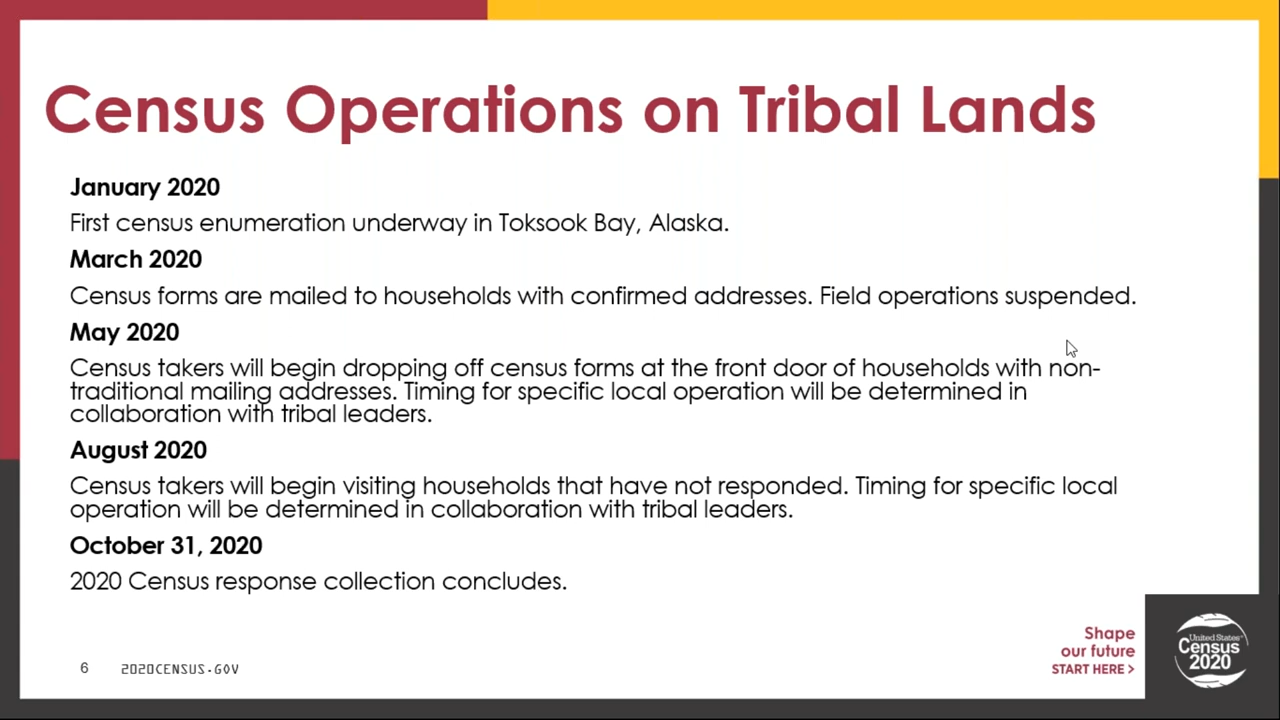 Census Operations on Tribal Lands
January 2020
First census enumeration underway in Toksook Bay, Alaska.
March 2020
Census forms are mailed to households with confirmed addresses. Field operations suspended.
May 2020
Census takers will begin dropping off census forms at the front door of households with non-
traditional mailing addresses. Timing for specific local operation will be determined in
collaboration with tribal leaders.
August 2020
Census takers will begin visiting households that have not responded. Timing for specific local
operation will be determined in collaboration with tribal leaders.
October 31, 2020
2020 Census response collection concludes.
Shape
our future
START HERE >
United States™
Census
2020
6 2020CENSUS.GOV